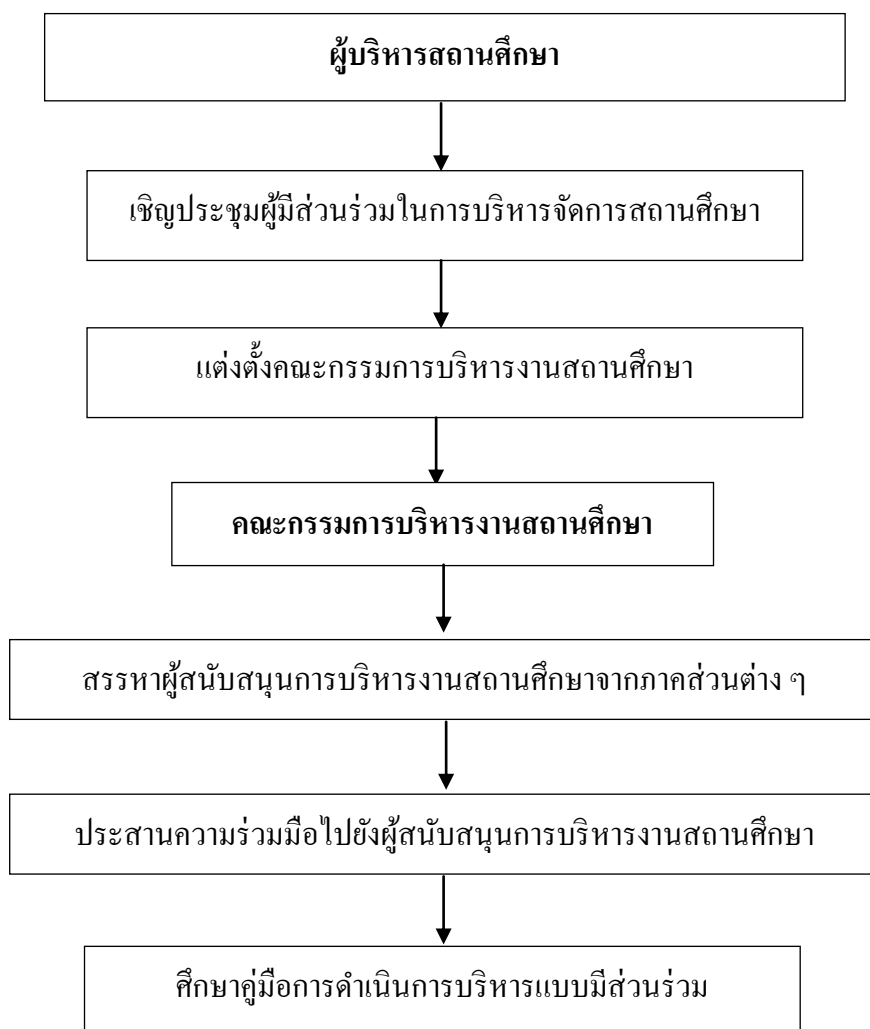 ผู้บริหารสถานศึกษา
เชิญประชุมผู้มีส่วนร่วมในการบริหารจัดการสถานศึกษา
แต่งตั้งคณะกรรมการบริหารงานสถานศึกษา
คณะกรรมการบริหารงานสถานศึกษา
สรรหาผู้สนับสนุนการบริหารงานสถานศึกษาจากภาคส่วนต่าง ๆ
ประสานความร่วมมือไปยังผู้สนับสนุนการบริหารงานสถานศึกษา
ศึกษาคู่มือการดำเนินการบริหารแบบมีส่วนร่วม